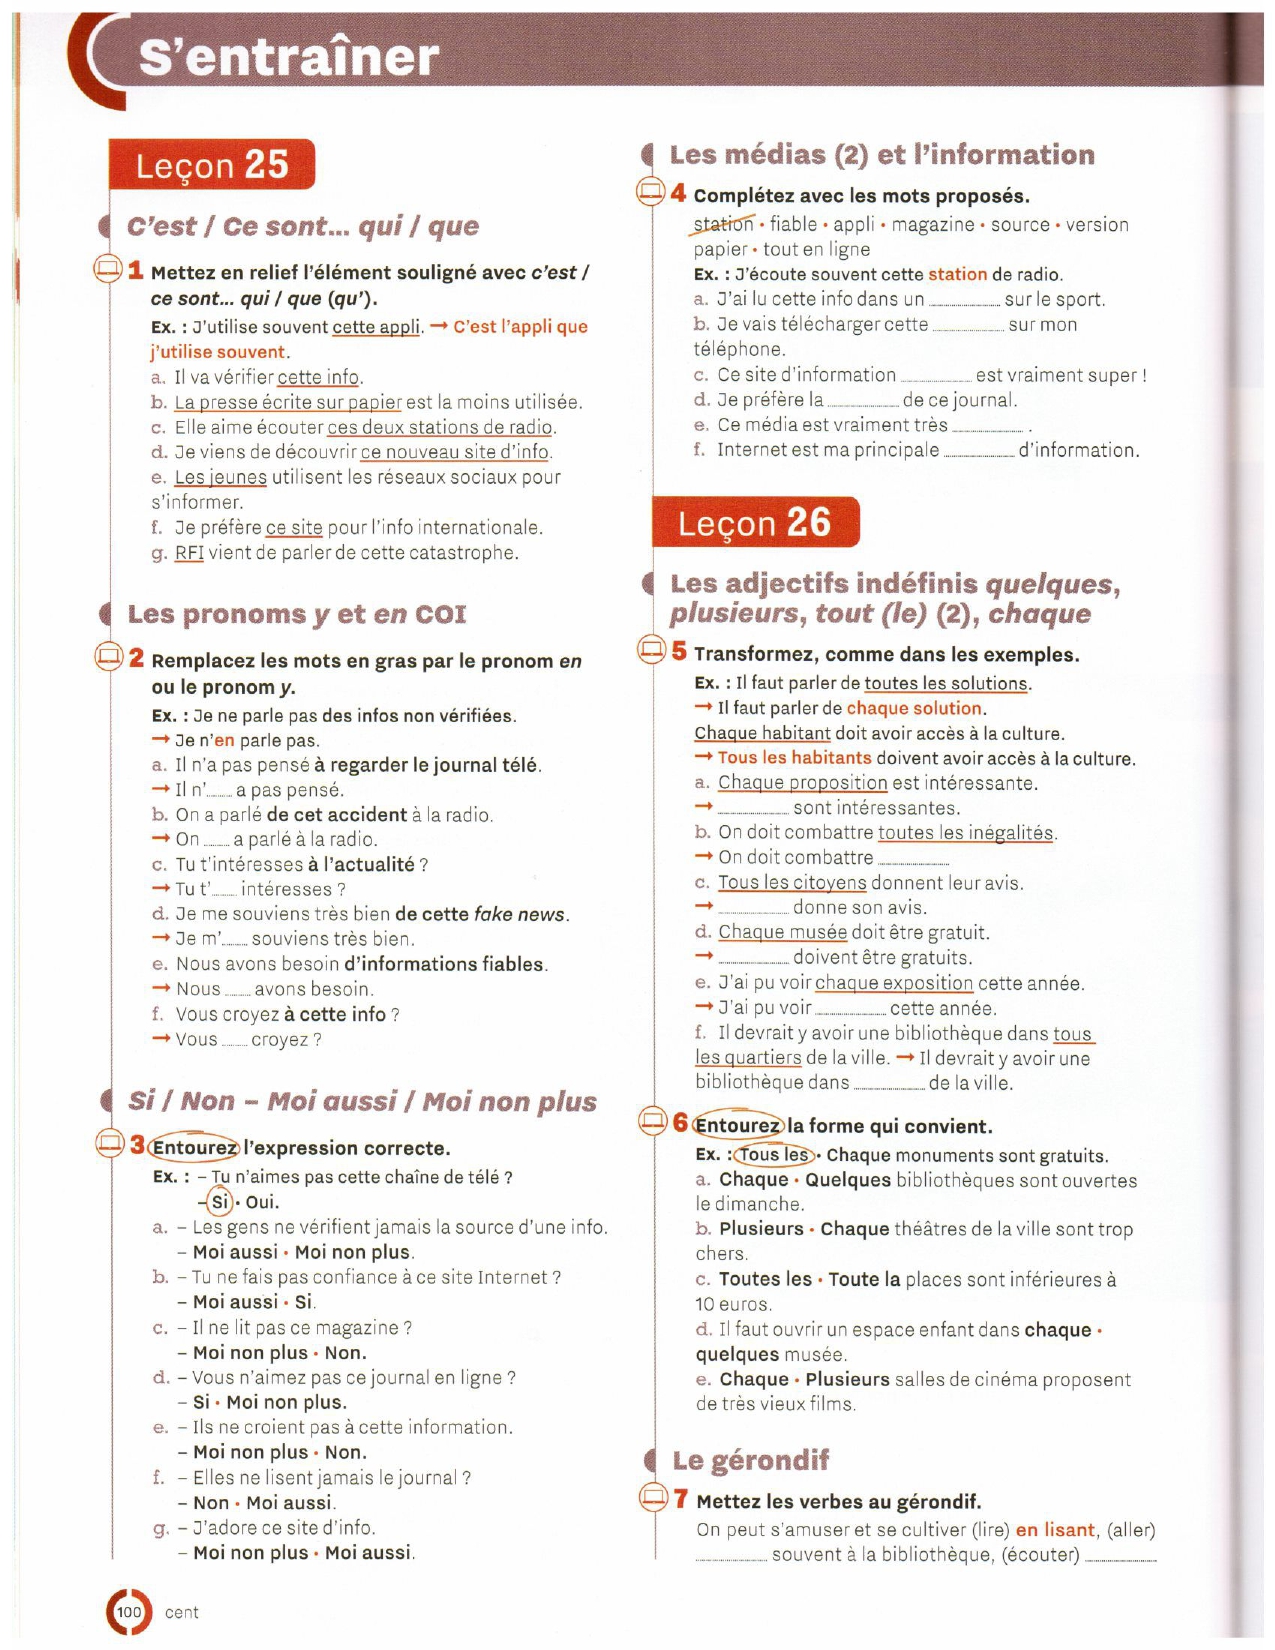 S'entraîner
Leçon 25
C'est / Ce sont... qui / que
1 Mettez en relief l'élément souligné avec c'est /
ce sont... qui / que (qu').
Ex. : J'utilise souvent cette appli. → C'est l'appli que
j'utilise souvent.
a. Il va vérifier cette info.
b. La presse écrite sur papier est la moins utilisée.
c. Elle aime écouter ces deux stations de radio.
d. Je viens de découvrir ce nouveau site d'info.
e. Les jeunes utilisent les réseaux sociaux pour
s'informer.
f. Je préfère ce site pour l'info internationale.
g. RFI vient de parler de cette catastrophe.
Les pronoms y et en COI
2 Remplacez les mots en gras par le pronom en
ou le pronom y.
Ex. : Je ne parle pas des infos non vérifiées.
→ Je n'en parle pas.
a. Il n'a pas pensé à regarder le journal télé.
→ Il n'........ a pas pensé.
b. On a parlé de cet accident à la radio.
→ On ........ a parlé à la radio.
c. Tu t'intéresses à l'actualité ?
→ Tu t'........ intéresses ?
d. Je me souviens très bien de cette fake news.
→ Je m'........ souviens très bien.
e. Nous avons besoin d'informations fiables.
→ Nous ........ avons besoin.
f. Vous croyez à cette info ?
→ Vous ........ croyez ?
Si / Non – Moi aussi / Moi non plus
3 Entourez l'expression correcte.
Ex. : – Tu n'aimes pas cette chaîne de télé ?
– Si • Oui.
a. – Les gens ne vérifient jamais la source d'une info.
– Moi aussi • Moi non plus.
b. – Tu ne fais pas confiance à ce site Internet ?
– Moi aussi • Si.
c. – Il ne lit pas ce magazine ?
– Moi non plus • Non.
d. – Vous n'aimez pas ce journal en ligne ?
– Si • Moi non plus.
e. – Ils ne croient pas à cette information.
– Moi non plus • Non.
f. – Elles ne lisent jamais le journal ?
– Non • Moi aussi.
g. – J'adore ce site d'info.
– Moi non plus • Moi aussi.
100 cent
Les médias (2) et l'information
4 Complétez avec les mots proposés.
station • fiable • appli • magazine • source • version
papier • tout en ligne
Ex. : J'écoute souvent cette station de radio.
a. J'ai lu cette info dans un .................... sur le sport.
b. Je vais télécharger cette .................... sur mon
téléphone.
c. Ce site d'information .................... est vraiment super !
d. Je préfère la .................... de ce journal.
e. Ce média est vraiment très .................... .
f. Internet est ma principale .................... d'information.
Leçon 26
Les adjectifs indéfinis quelques,
plusieurs, tout (le) (2), chaque
5 Transformez, comme dans les exemples.
Ex. : Il faut parler de toutes les solutions.
→ Il faut parler de chaque solution.
Chaque habitant doit avoir accès à la culture.
→ Tous les habitants doivent avoir accès à la culture.
a. Chaque proposition est intéressante.
→ .................... sont intéressantes.
b. On doit combattre toutes les inégalités.
→ On doit combattre ....................
c. Tous les citoyens donnent leur avis.
→ .................... donne son avis.
d. Chaque musée doit être gratuit.
→ .................... doivent être gratuits.
e. J'ai pu voir chaque exposition cette année.
→ J'ai pu voir .................... cette année.
f. Il devrait y avoir une bibliothèque dans tous
les quartiers de la ville. → Il devrait y avoir une
bibliothèque dans .................... de la ville.
6 Entourez la forme qui convient.
Ex. : Tous les • Chaque monuments sont gratuits.
a. Chaque • Quelques bibliothèques sont ouvertes
le dimanche.
b. Plusieurs • Chaque théâtres de la ville sont trop
chers.
c. Toutes les • Toute la places sont inférieures à
10 euros.
d. Il faut ouvrir un espace enfant dans chaque •
quelques musée.
e. Chaque • Plusieurs salles de cinéma proposent
de très vieux films.
Le gérondif
7 Mettez les verbes au gérondif.
On peut s'amuser et se cultiver (lire) en lisant, (aller)
.................... souvent à la bibliothèque, (écouter) ....................